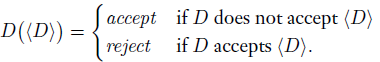 D(⟨D⟩) = { accept if D does not accept ⟨D⟩
reject if D accepts ⟨D⟩.